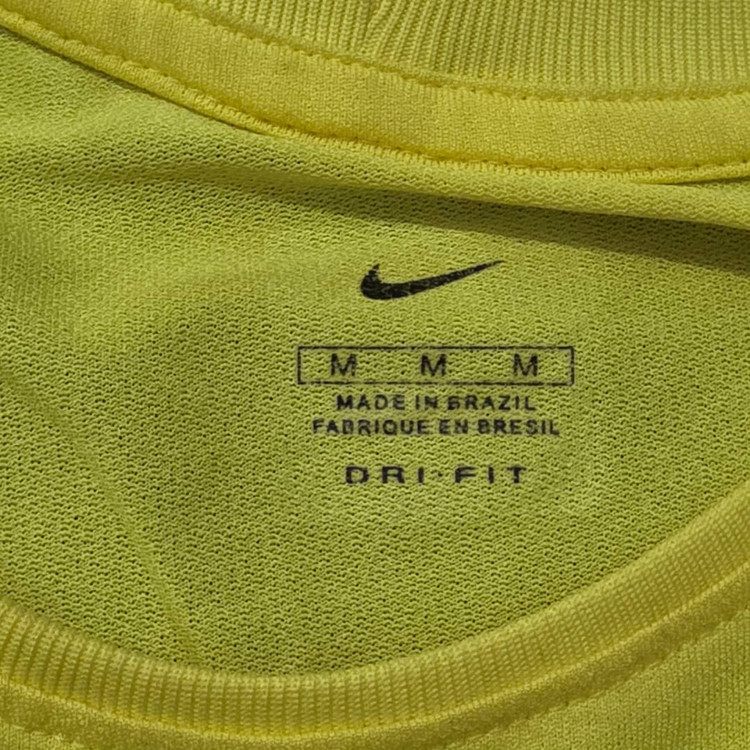 M M M
MADE IN BRAZIL
FABRIQUE EN BRESIL
DRI-FIT